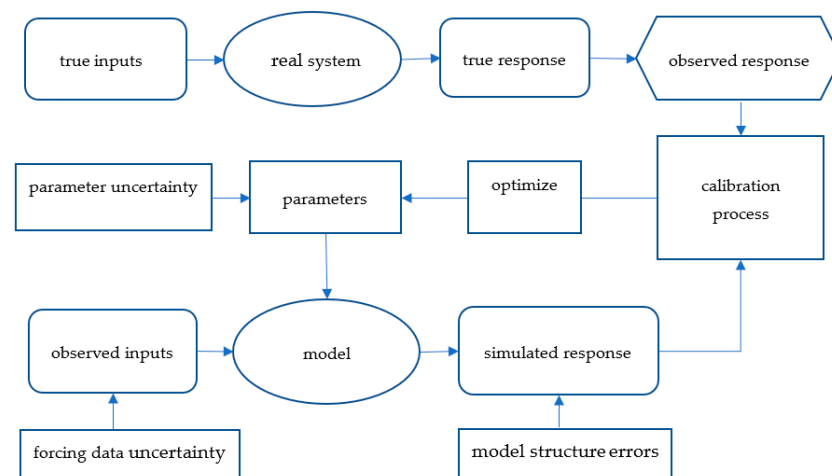 true inputs
real system
true response
observed response
parameter uncertainty
parameters
optimize
calibration
process
observed inputs
model
simulated response
forcing data uncertainty
model structure errors